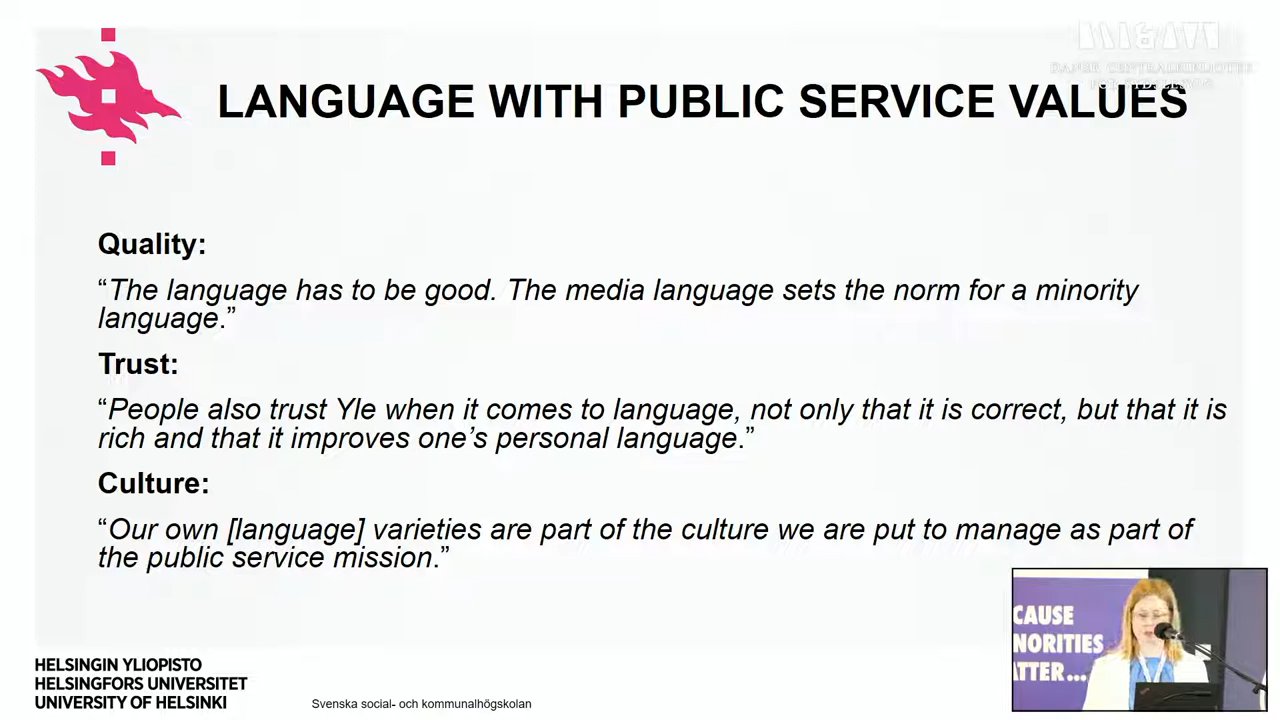 LANGUAGE WITH PUBLIC SERVICE VALUES
Quality:
“The language has to be good. The media language sets the norm for a minority
language.”
Trust:
“People also trust Yle when it comes to language, not only that it is correct, but that it is
rich and that it improves one’s personal language.”
Culture:
“Our own [language] varieties are part of the culture we are put to manage as part of
the public service mission.”
CAUSE
NORITIES
TTER...
HELSINGIN YLIOPISTO
HELSINGFORS UNIVERSITET
UNIVERSITY OF HELSINKI
Svenska social- och kommunalhögskolan